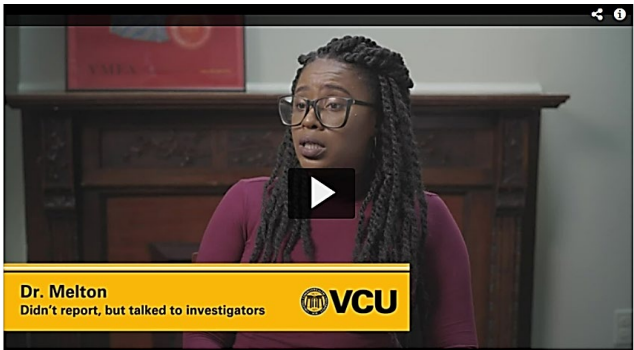 Dr. Melton
Didn't report, but talked to investigators
VCU